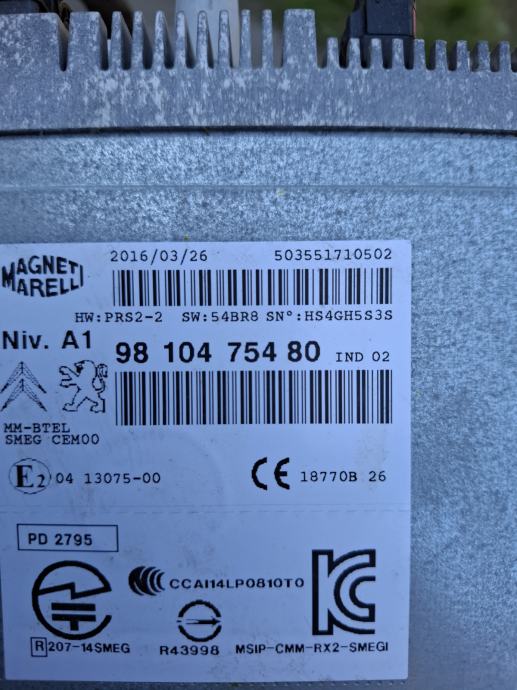 2016/03/26 503551710502
MAGNETI
MARELLI
HW:PRS2-2 SW:54BR8 SN°:HS4GH5S3S
Niv. A1 98 104 754 80 IND 02
MM-BTEL
SMEG CEM00
E2 04 13075-00 CE 18770B 26
PD 2795
CCAI14LP0810T0
R 207-14SMEG R43998 MSIP-CMM-RX2-SMEGI